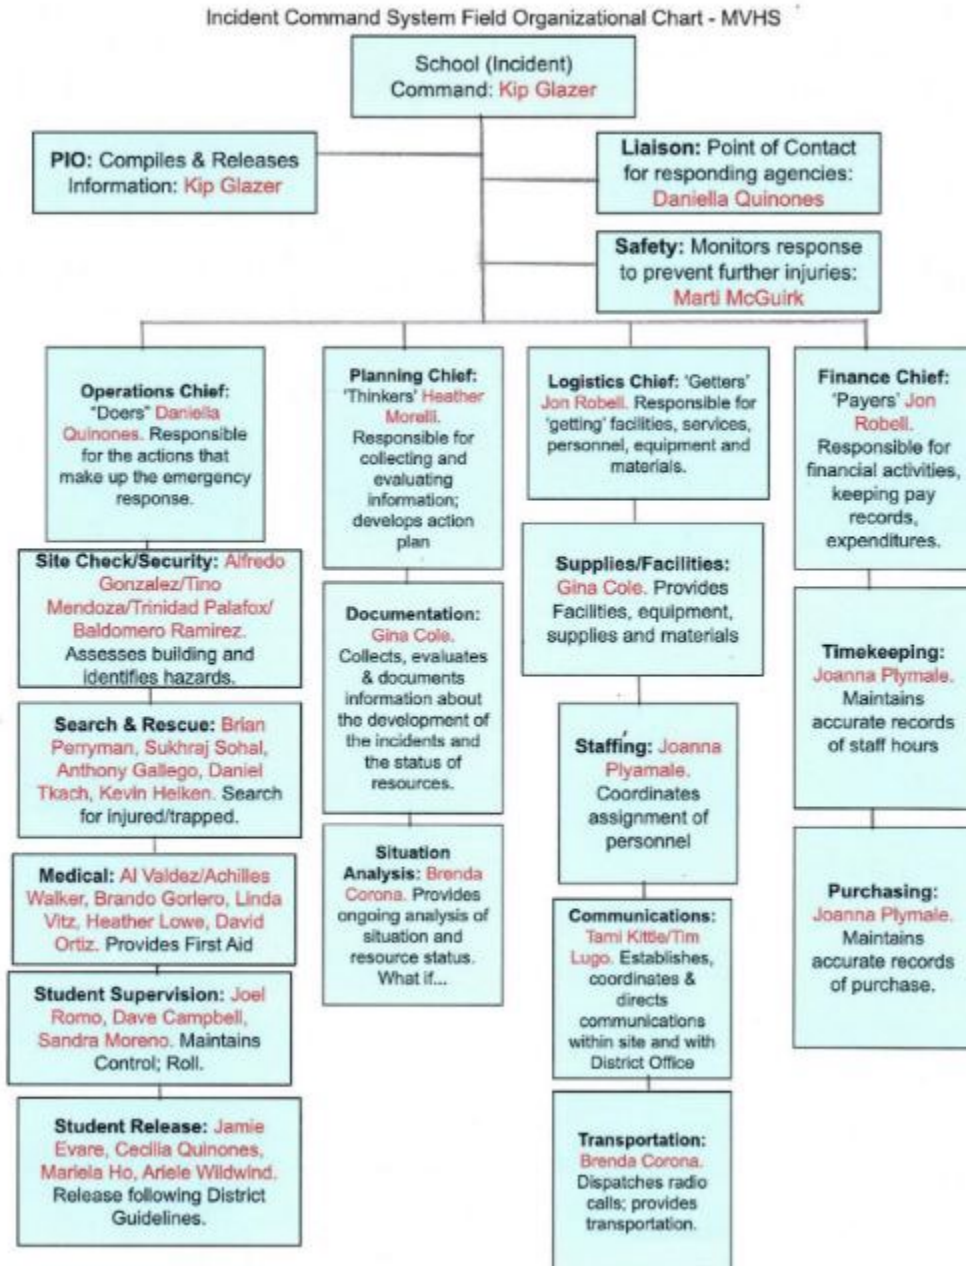 Incident Command System Field Organizational Chart - MVHS
School (Incident)
Command: Kip Glazer
PIO: Compiles & Releases
Information: Kip Glazer
Liaison: Point of Contact
for responding agencies:
Daniella Quinones
Safety: Monitors response
to prevent further injuries:
Marti McGuirk
Operations Chief:
"Doers" Daniella
Quinones. Responsible
for the actions that
make up the emergency
response.
Site Check/Security: Alfredo
Gonzalez/Tino
Mendoza/Trinidad Palafox/
Baldomero Ramirez.
Assesses building and
identifies hazards.
Search & Rescue: Brian
Perryman, Sukhraj Sohal,
Anthony Gallego, Daniel
Tkach, Kevin Heiken. Search
for injured/trapped.
Medical: Al Valdez/Achilles
Walker, Brando Gorlero, Linda
Vitz, Heather Lowe, David
Ortiz. Provides First Aid
Student Supervision: Joel
Romo, Dave Campbell,
Sandra Moreno. Maintains
Control; Roll.
Student Release: Jamie
Evare, Cecilia Quinones,
Mariela Ho, Ariele Wildwind.
Release following District
Guidelines.
Planning Chief:
'Thinkers' Heather
Morelli.
Responsible for
collecting and
evaluating
information;
develops action
plan
Documentation:
Gina Cole.
Collects, evaluates
& documents
information about
the development of
the incidents and
the status of
resources.
Situation
Analysis: Brenda
Corona. Provides
ongoing analysis of
situation and
resource status.
What if...
Logistics Chief: 'Getters'
Jon Robell. Responsible for
'getting' facilities, services,
personnel, equipment and
materials.
Supplies/Facilities:
Gina Cole. Provides
Facilities, equipment,
supplies and materials
Staffing: Joanna
Plyamale.
Coordinates
assignment of
personnel
Communications:
Tami Kittle/Tim
Lugo. Establishes,
coordinates &
directs
communications
within site and with
District Office
Transportation:
Brenda Corona.
Dispatches radio
calls; provides
transportation.
Finance Chief:
'Payers' Jon
Robell.
Responsible for
financial activities,
keeping pay
records,
expenditures.
Timekeeping:
Joanna Plymale.
Maintains
accurate records
of staff hours
Purchasing:
Joanna Plymale.
Maintains
accurate records
of purchase.